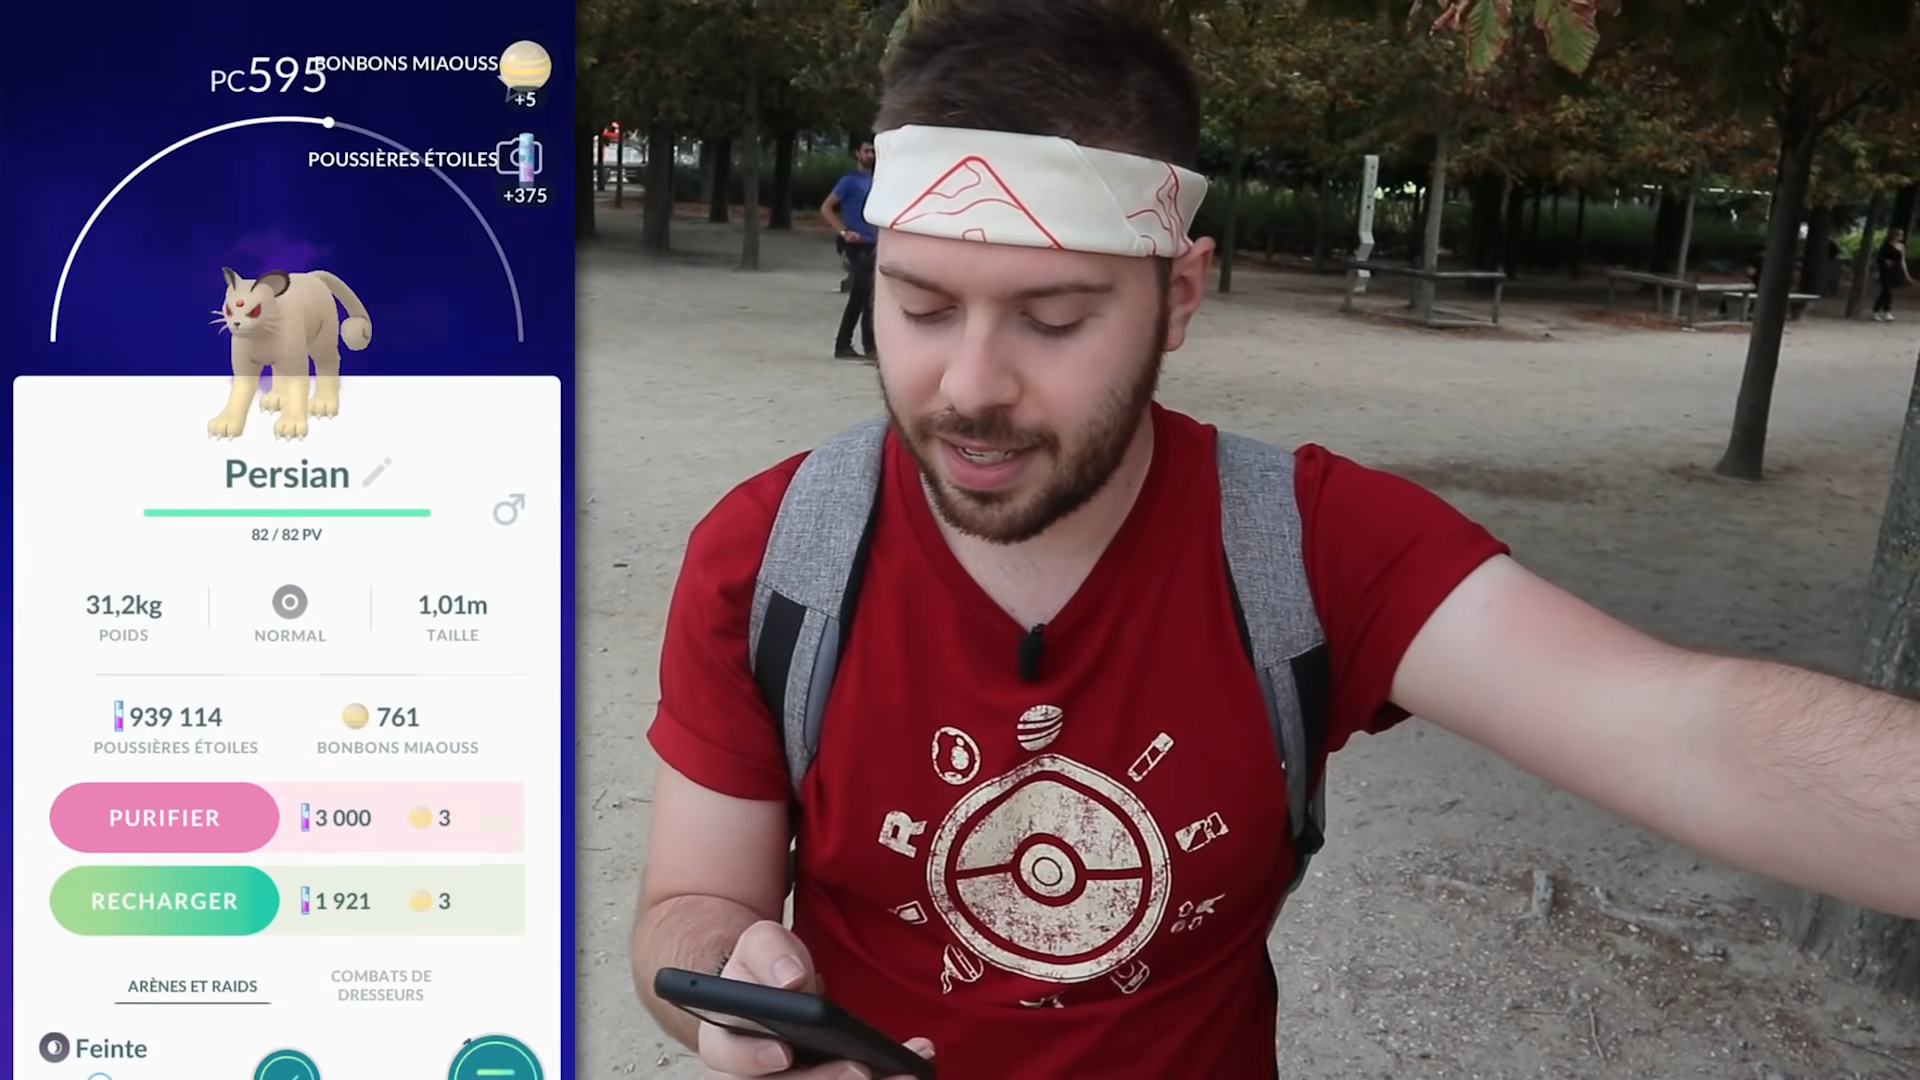 PC595
BONBONS MIAOUSS
+5
POUSSIÈRES ÉTOILES
+375
Persian
82 / 82 PV
31,2kg
POIDS
NORMAL
1,01m
TAILLE
939 114
POUSSIÈRES ÉTOILES
761
BONBONS MIAOUSS
PURIFIER
3 000
3
RECHARGER
1 921
3
ARÈNES ET RAIDS
COMBATS DE
DRESSEURS
Feinte
R